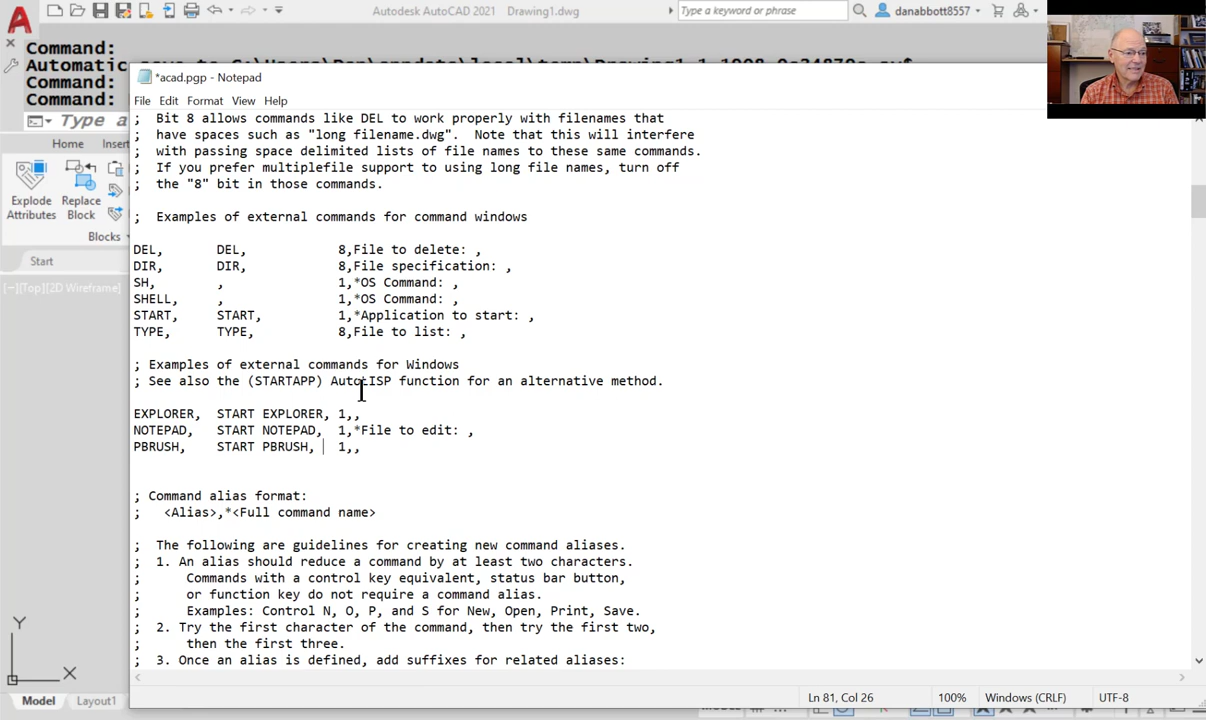 Autodesk AutoCAD 2021 Drawing1.dwg
Type a keyword or phrase
danabbott8557
Command:
Command:
Command:
Type a
*acad.pgp - Notepad
File Edit Format View Help
Home Insert
Explode Attributes
Replace Block
Blocks
Start
[−][Top][2D Wireframe]
; Bit 8 allows commands like DEL to work properly with filenames that
; have spaces such as "long filename.dwg". Note that this will interfere
; with passing space delimited lists of file names to these same commands.
; If you prefer multiplefile support to using long file names, turn off
; the "8" bit in those commands.
; Examples of external commands for command windows
DEL, DEL, 8,File to delete: ,
DIR, DIR, 8,File specification: ,
SH, , 1,*OS Command: ,
SHELL, , 1,*OS Command: ,
START, START, 1,*Application to start: ,
TYPE, TYPE, 8,File to list: ,
; Examples of external commands for Windows
; See also the (STARTAPP) AutoLISP function for an alternative method.
EXPLORER, START EXPLORER, 1,,
NOTEPAD, START NOTEPAD, 1,*File to edit: ,
PBRUSH, START PBRUSH, 1,,
; Command alias format:
; <Alias>,*<Full command name>
; The following are guidelines for creating new command aliases.
; 1. An alias should reduce a command by at least two characters.
; Commands with a control key equivalent, status bar button,
; or function key do not require a command alias.
; Examples: Control N, O, P, and S for New, Open, Print, Save.
; 2. Try the first character of the command, then try the first two,
; then the first three.
; 3. Once an alias is defined, add suffixes for related aliases:
Y
X
Ln 81, Col 26 100% Windows (CRLF) UTF-8
Model Layout1